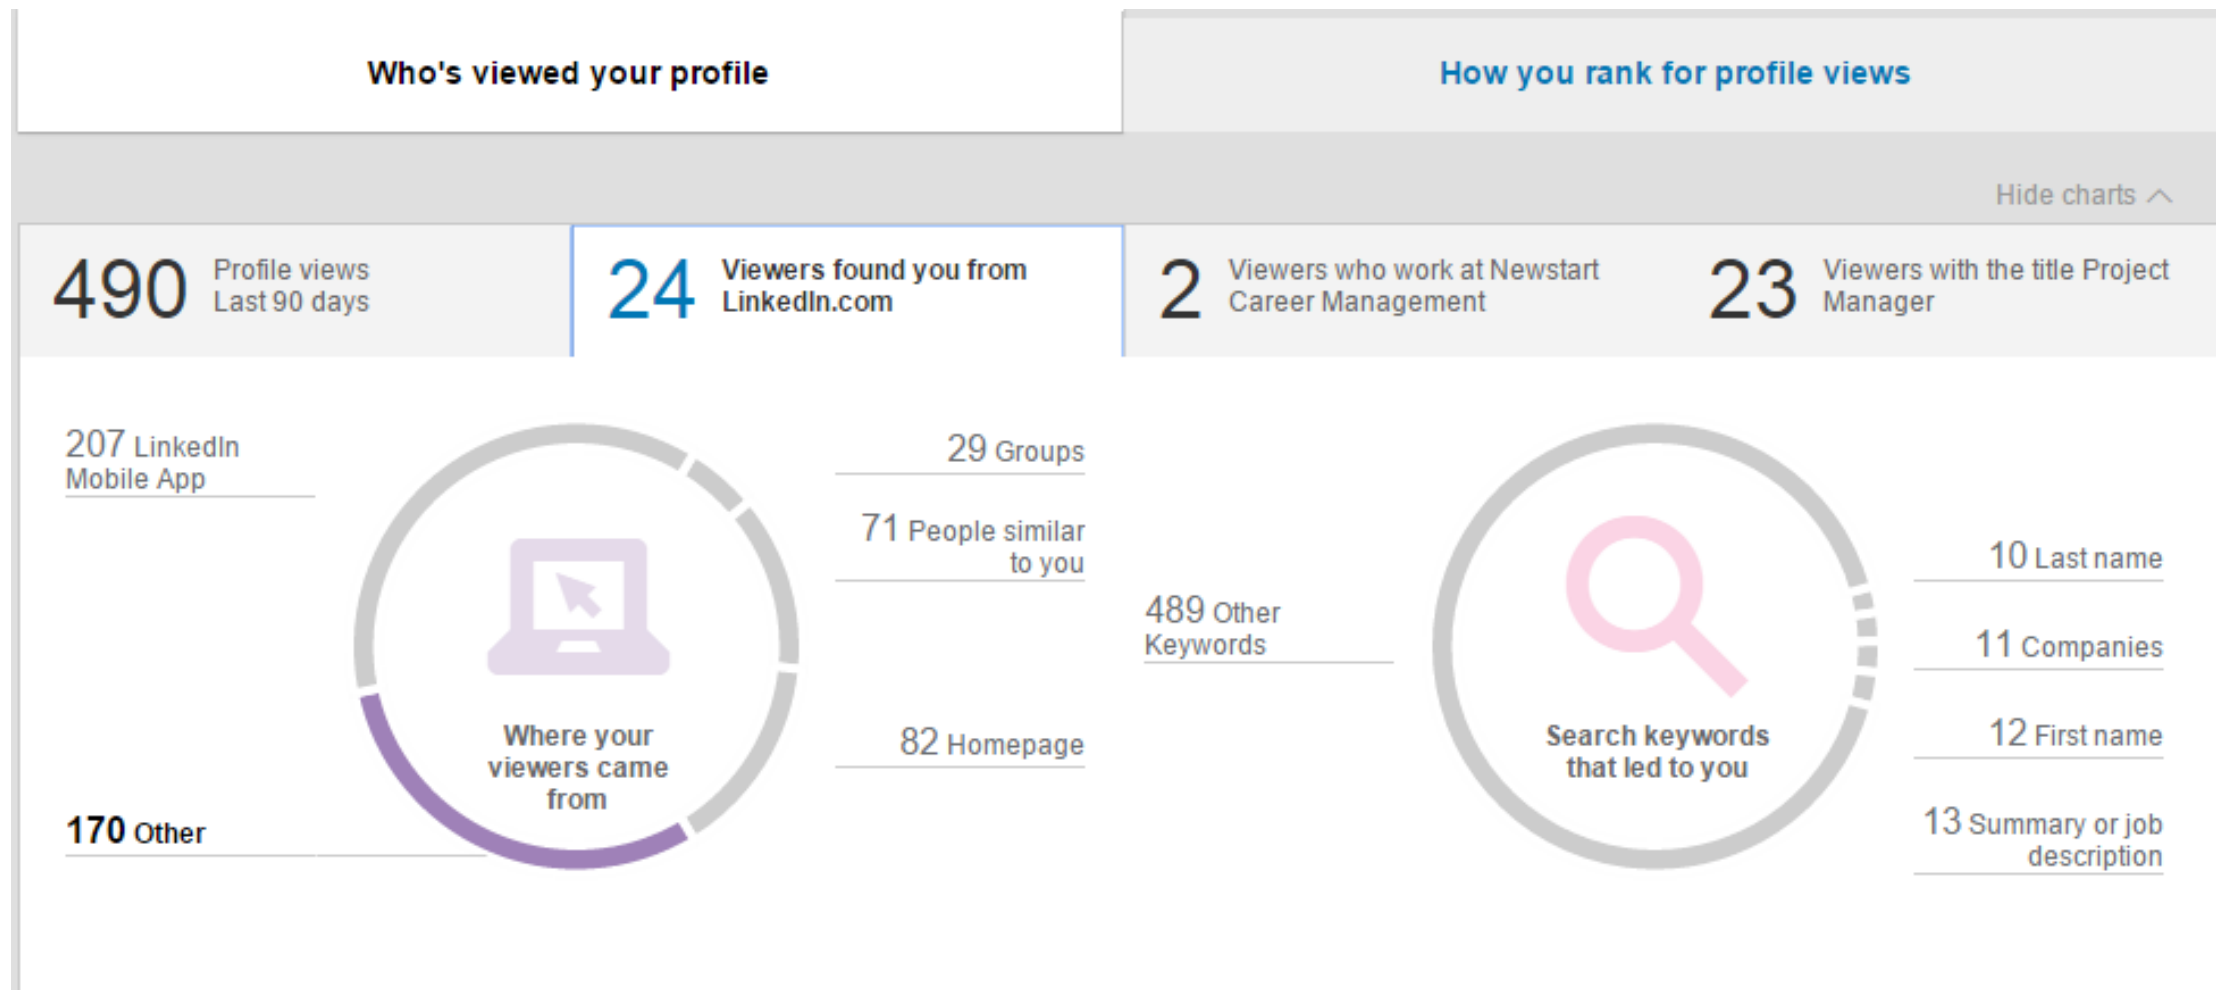 Who's viewed your profile
How you rank for profile views
Hide charts
490 Profile views
Last 90 days
24 Viewers found you from
LinkedIn.com
2 Viewers who work at Newstart
Career Management
23 Viewers with the title Project
Manager
207 LinkedIn
Mobile App
170 Other
Where your
viewers came
from
29 Groups
71 People similar
to you
82 Homepage
489 Other
Keywords
Search keywords
that led to you
10 Last name
11 Companies
12 First name
13 Summary or job
description